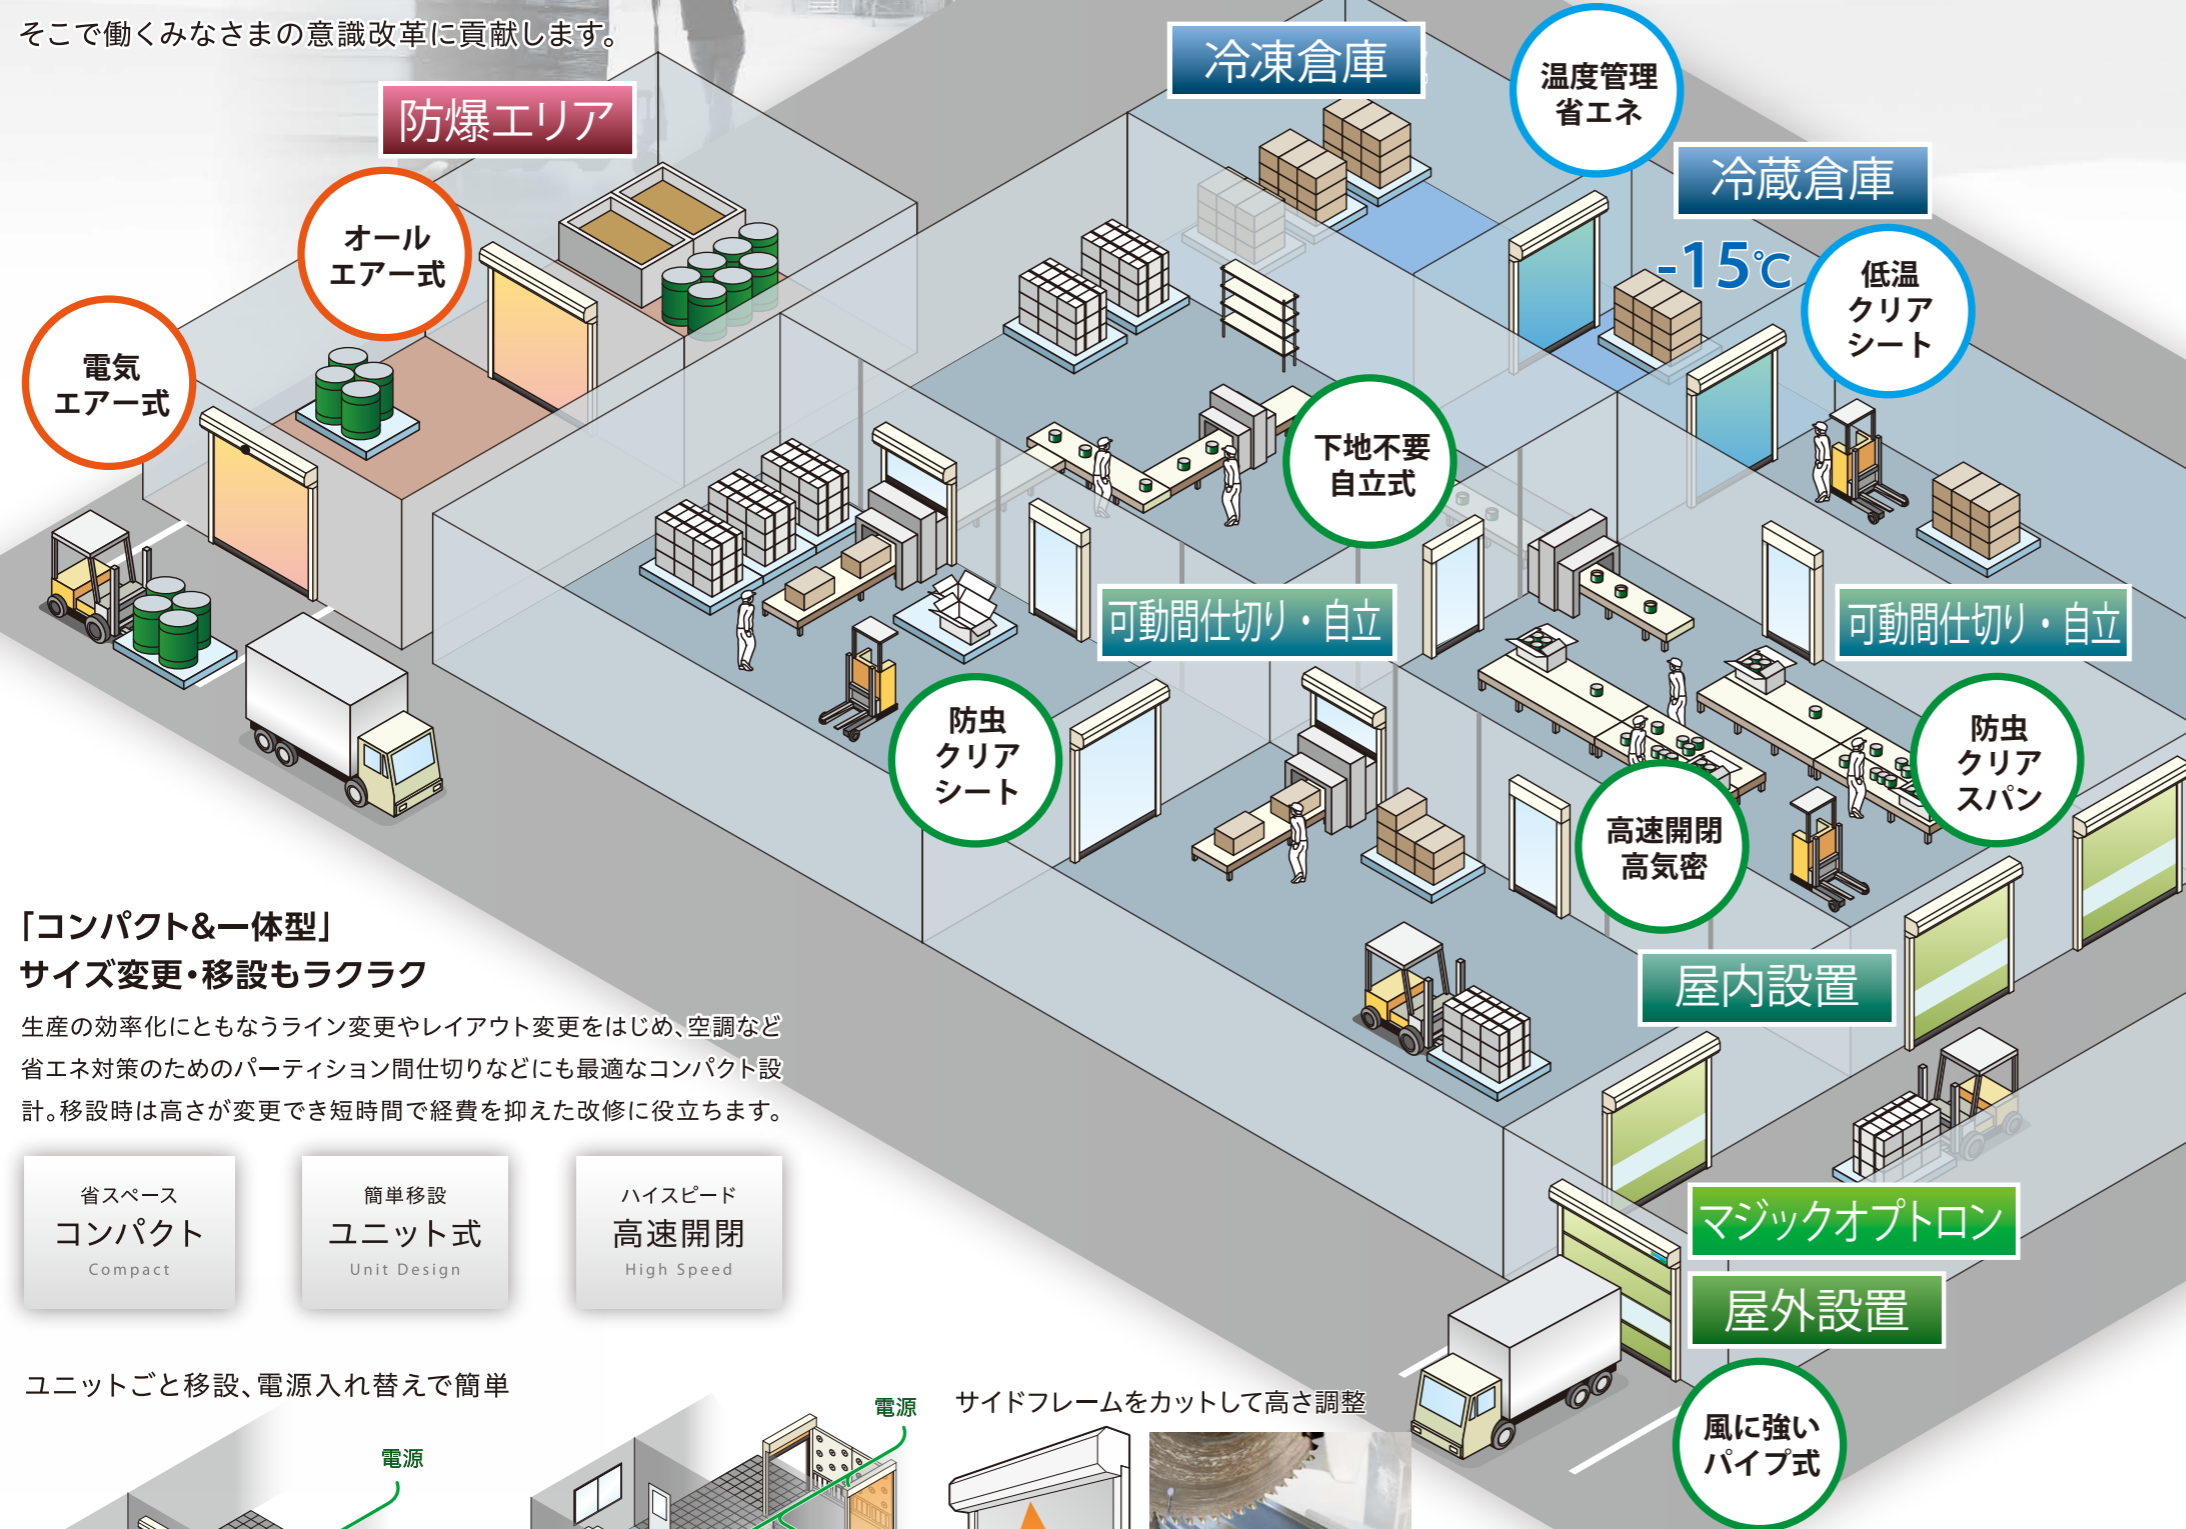 そこで働くみなさまの意識改革に貢献します。
防爆エリア
オール
エアー式
電気
エアー式
冷凍倉庫
温度管理
省エネ
冷蔵倉庫
-15℃
低温
クリア
シート
下地不要
自立式
可動間仕切り・自立
可動間仕切り・自立
防虫
クリア
シート
防虫
クリア
スパン
高速開閉
高気密
屋内設置
マジックオプトロン
屋外設置
風に強い
パイプ式
「コンパクト&一体型」
サイズ変更・移設もラクラク
生産の効率化にともなうライン変更やレイアウト変更をはじめ、空調など
省エネ対策のためのパーティション間仕切りなどにも最適なコンパクト設
計。移設時は高さが変更でき短時間で経費を抑えた改修に役立ちます。
省スペース
コンパクト
Compact
簡単移設
ユニット式
Unit Design
ハイスピード
高速開閉
High Speed
ユニットごと移設、電源入れ替えで簡単
電源
電源
サイドフレームをカットして高さ調整